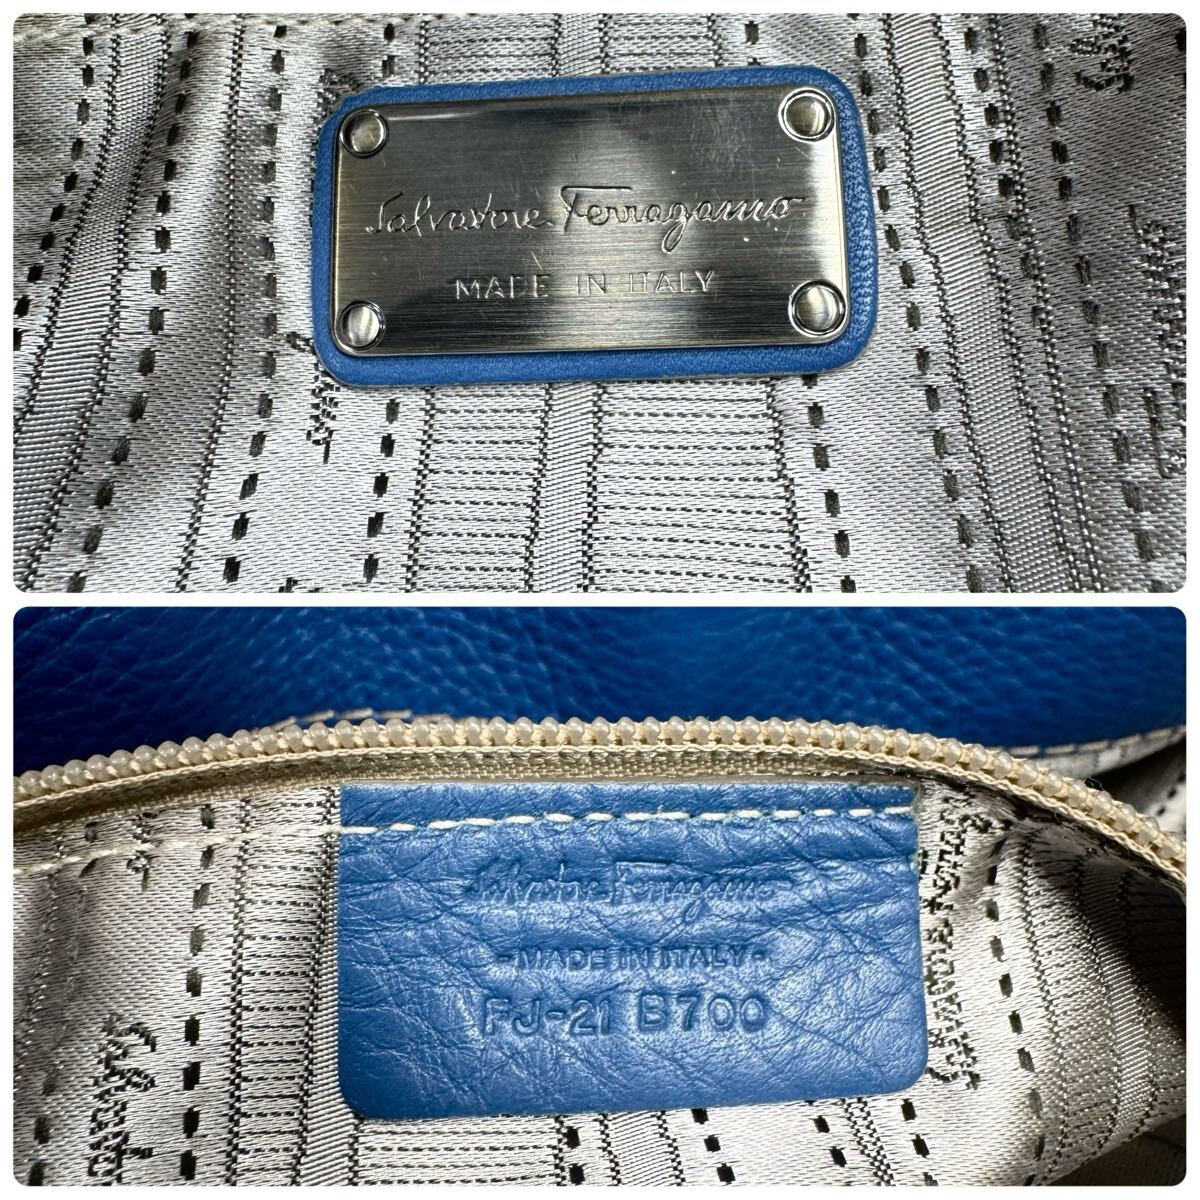 Salvatore Ferragamo
MADE IN ITALY
Salvatore Ferragamo
-MADE IN ITALY-
FJ-21 B700